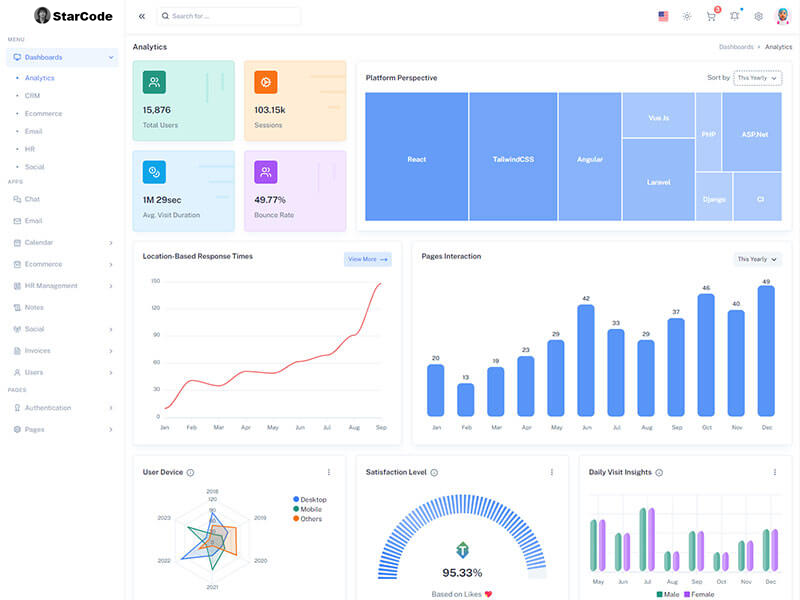 StarCode
Search for ...
3
MENU
Dashboards
Analytics
CRM
Ecommerce
Email
HR
Social
APPS
Chat
Email
Calendar
Ecommerce
HR Management
Notes
Social
Invoices
Users
PAGES
Authentication
Pages
Analytics
Dashboards
Analytics
15,876
Total Users
103.15k
Sessions
1M 29sec
Avg. Visit Duration
49.77%
Bounce Rate
Platform Perspective
Sort by
This Yearly
React
TailwindCSS
Angular
Vue Js
Laravel
PHP
ASP.Net
Django
CI
Location-Based Response Times
View More
150
120
90
60
30
0
Jan Feb Mar Apr May Jun Jul Aug Sep
Pages Interaction
This Yearly
20 13 19 23 29 42 33 29 37 46 40 49
Jan Feb Mar Apr May Jun Jul Aug Sep Oct Nov Dec
User Device
2018
120
90
2019
2020
2021
2022
2023
Desktop
Mobile
Others
Satisfaction Level
95.33%
Based on Likes
Daily Visit Insights
May Jun Jul Aug Sep Oct Nov Dec
Male Female